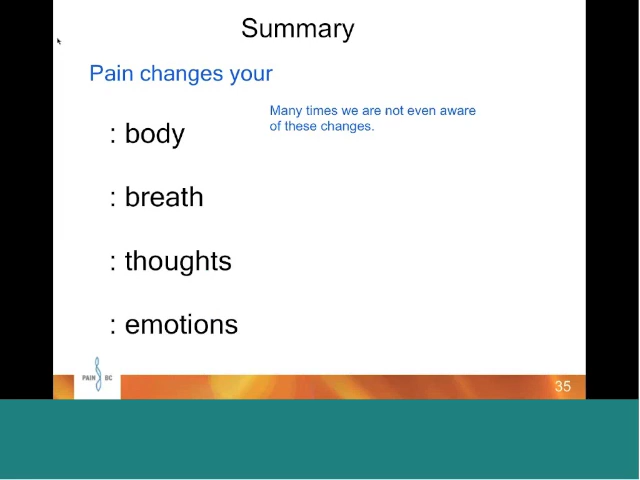 Summary
Pain changes your
Many times we are not even aware
of these changes.
: body
: breath
: thoughts
: emotions
PAIN BC
35